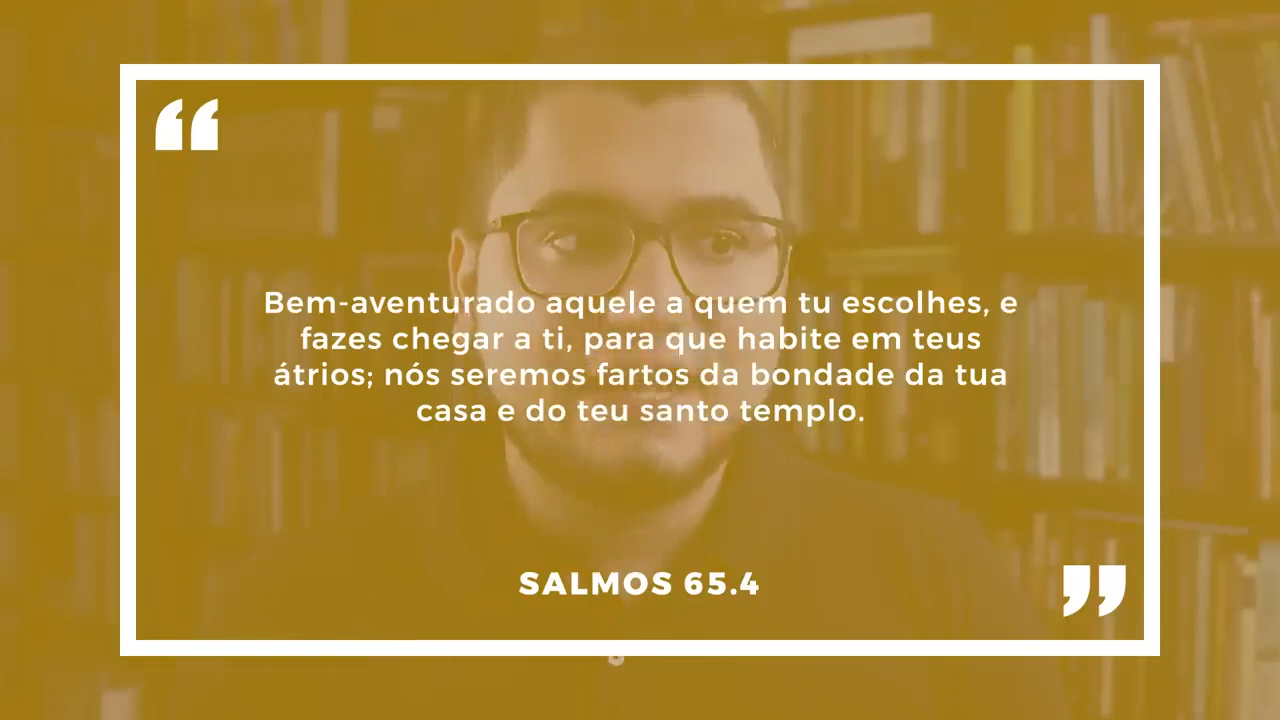 “
Bem-aventurado aquele a quem tu escolhes, e
fazes chegar a ti, para que habite em teus
átrios; nós seremos fartos da bondade da tua
casa e do teu santo templo.
SALMOS 65.4
”